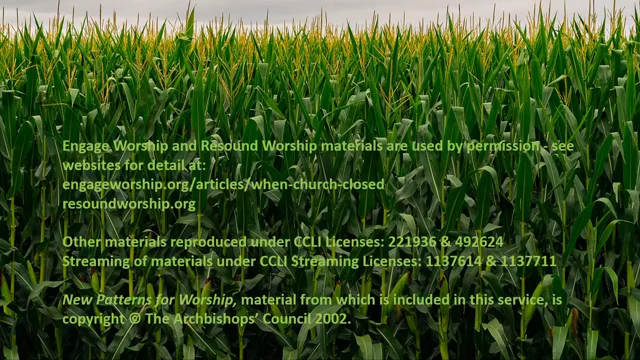 Engage Worship and Resound Worship materials are used by permission - see
websites for detail at:
engageworship.org/articles/when-church-closed
resoundworship.org
Other materials reproduced under CCLI Licenses: 221936 & 492624
Streaming of materials under CCLI Streaming Licenses: 1137614 & 1137711
New Patterns for Worship, material from which is included in this service, is
copyright © The Archbishops’ Council 2002.